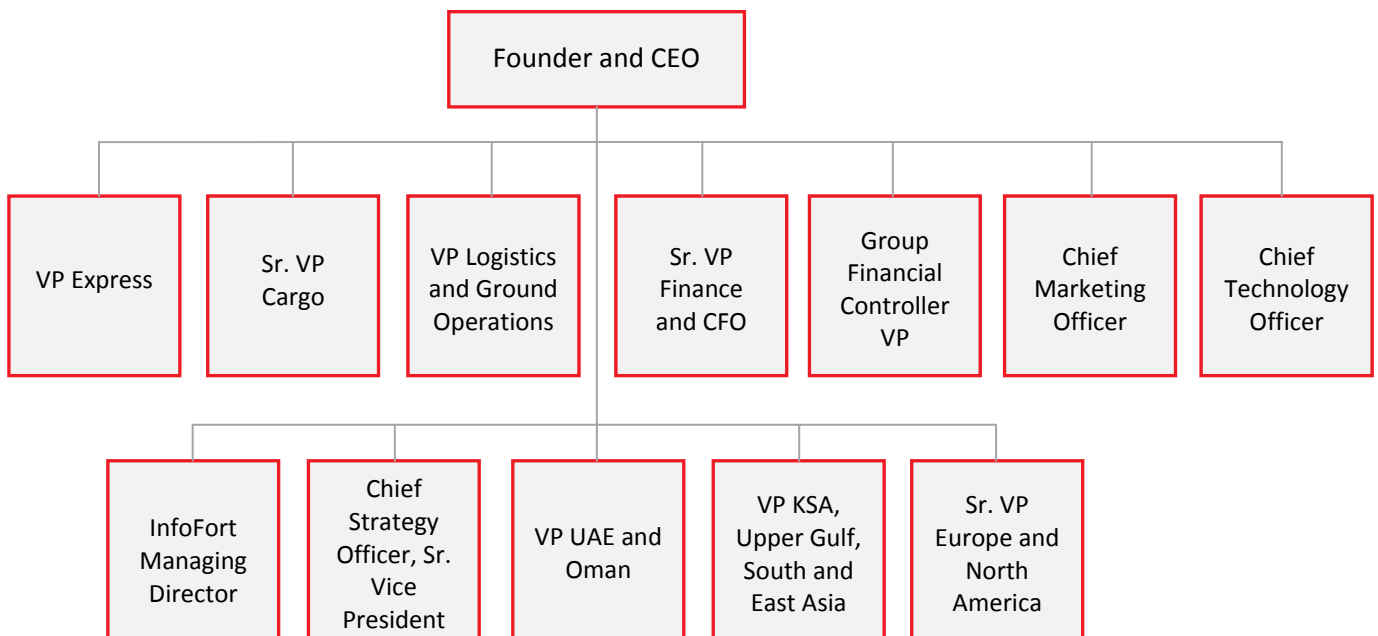 Founder and CEO
VP Express
Sr. VP
Cargo
VP Logistics
and Ground
Operations
Sr. VP
Finance
and CFO
Group
Financial
Controller
VP
Chief
Marketing
Officer
Chief
Technology
Officer
InfoFort
Managing
Director
Chief
Strategy
Officer, Sr.
Vice
President
VP UAE and
Oman
VP KSA,
Upper Gulf,
South and
East Asia
Sr. VP
Europe and
North
America